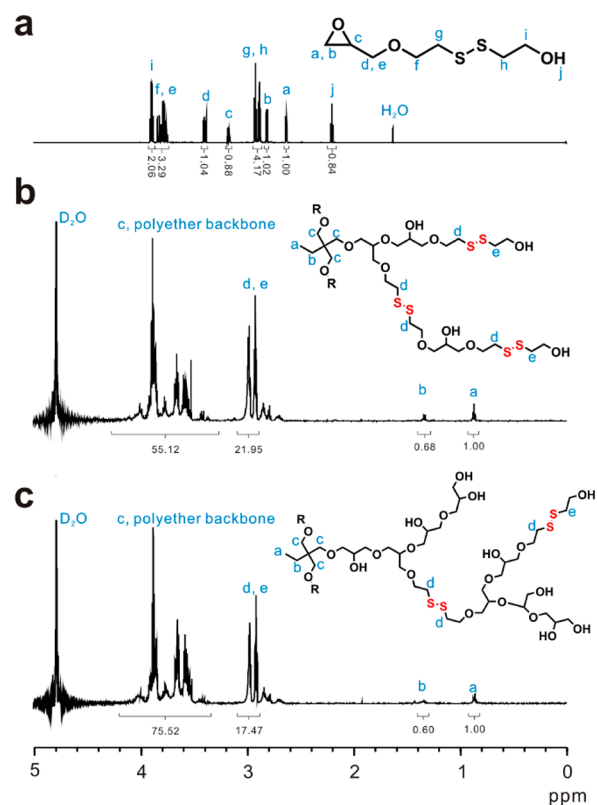 a
O
c
a, b
d, e
O
f
g
S
S
h
i
OH
j
i
f, e
d
c
g, h
b
a
j
H₂O
2.06
3.29
1.04
0.88
4.17
1.02
1.00
0.84
b
D₂O
c, polyether backbone
d, e
b
a
R
c
O
c
a
b
c
O
R
O
O
OH
O
d
S
S
e
OH
O
d
S
S
d
O
OH
O
d
S
S
e
OH
55.12
21.95
0.68
1.00
c
D₂O
c, polyether backbone
d, e
b
a
R
c
O
c
a
b
c
O
R
O
OH
O
O
OH
O
OH
OH
O
d
S
S
d
O
O
OH
O
d
S
S
e
OH
O
OH
O
OH
OH
75.52
17.47
0.60
1.00
5
4
3
2
1
0
ppm